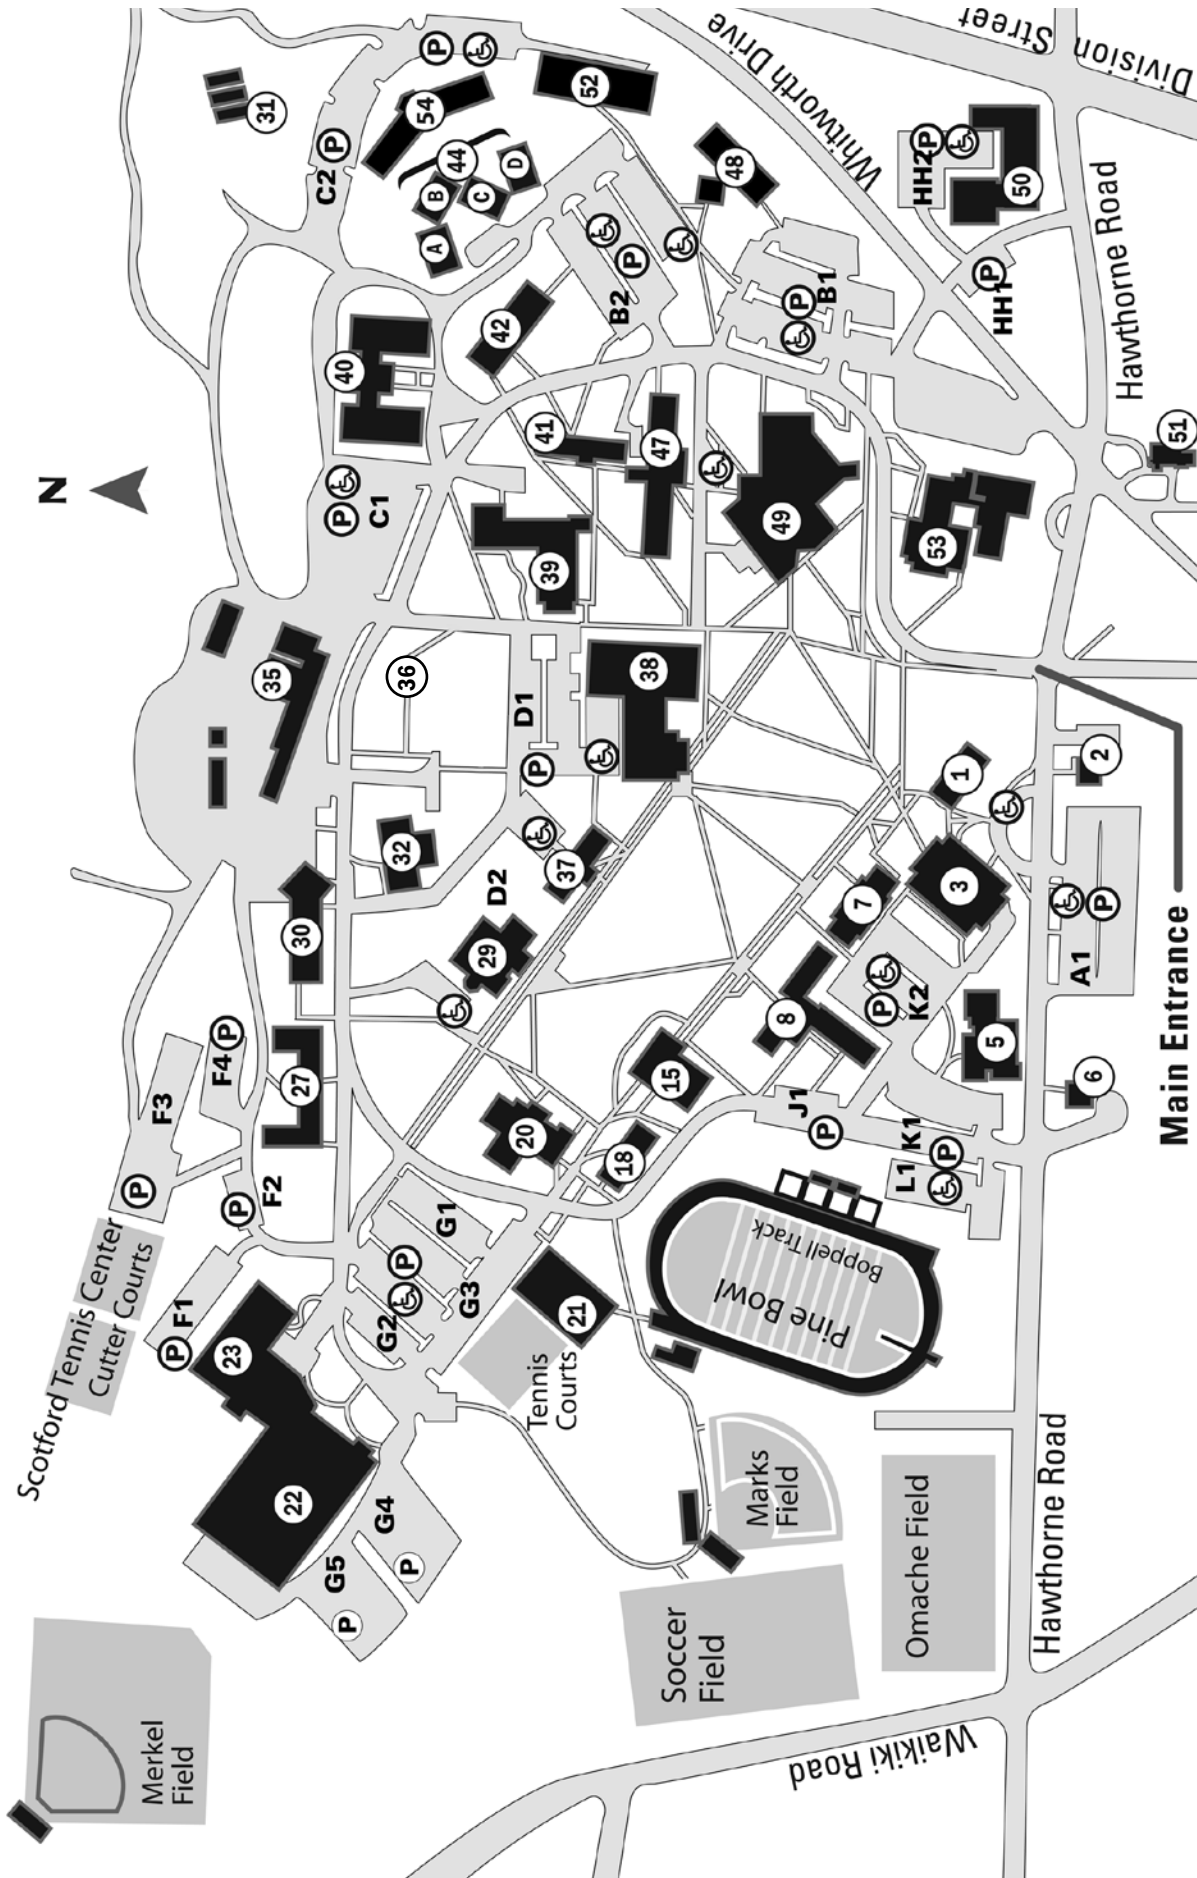 N
Scotford Tennis Center
Cutter Courts
Merkel
Field
F1
F2
F3
F4
G1
G2
G3
G4
G5
P
P
P
P
P
P
P
22
23
27
30
35
31
C1
C2
P
P
P
40
54
44
A
B
C
D
52
42
48
B2
P
B1
P
Whitworth Drive
Division
Street
HH2
P
50
HH1
P
Hawthorne Road
51
36
32
D1
P
D2
37
29
38
39
41
47
49
53
20
18
15
21
Tennis
Courts
Pine Bowl
Boppell Track
Marks
Field
Soccer
Field
Omache Field
J1
P
K1
P
L1
K2
P
8
7
3
1
5
6
2
A1
P
Main Entrance
Hawthorne Road
Waikiki Road